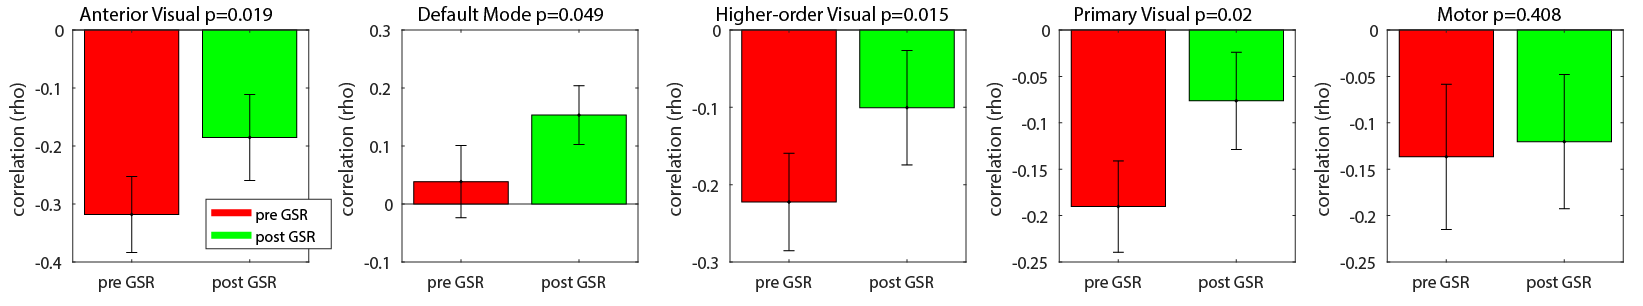 Anterior Visual p=0.019
0
-0.1
-0.2
-0.3
-0.4
correlation (rho)
pre GSR
post GSR
pre GSR
post GSR
Default Mode p=0.049
0.3
0.2
0.1
0
-0.1
correlation (rho)
pre GSR
post GSR
Higher-order Visual p=0.015
0
-0.1
-0.2
-0.3
correlation (rho)
pre GSR
post GSR
Primary Visual p=0.02
0
-0.05
-0.1
-0.15
-0.2
-0.25
correlation (rho)
pre GSR
post GSR
Motor p=0.408
0
-0.05
-0.1
-0.15
-0.2
-0.25
correlation (rho)
pre GSR
post GSR